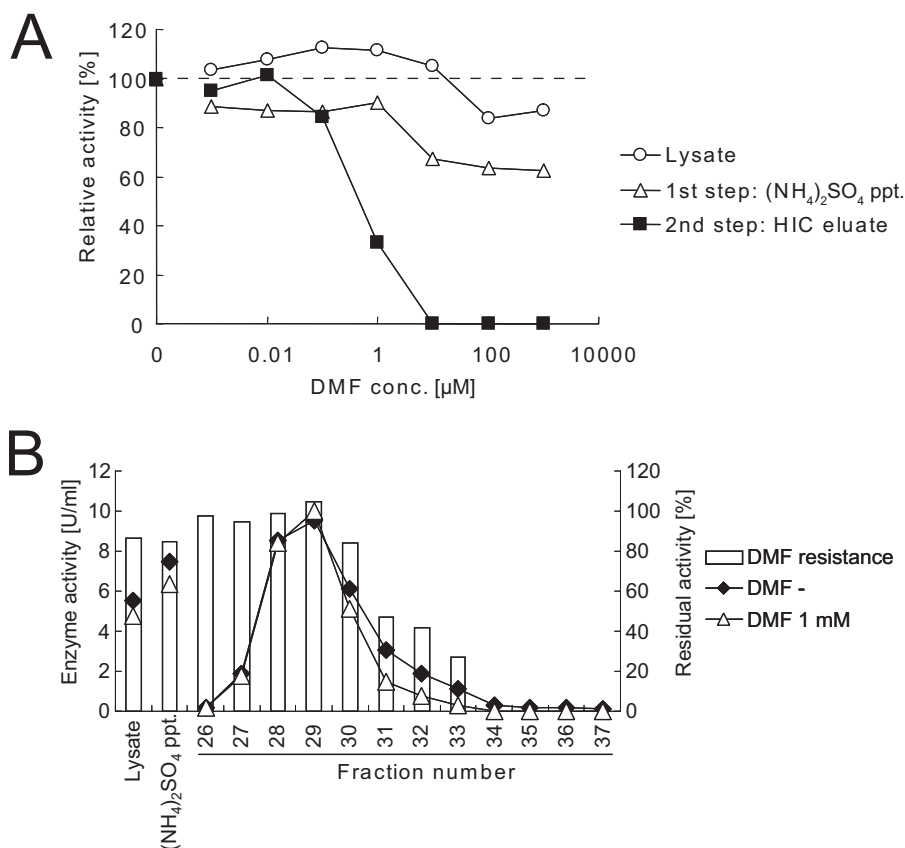 A
Relative activity [%]
120
100
80
60
40
20
0
0 0.01 1 100 10000
DMF conc. [µM]
Lysate
1st step: (NH₄)₂SO₄ ppt.
2nd step: HIC eluate
B
Enzyme activity [U/ml]
12
10
8
6
4
2
0
120
100
80
60
40
20
0
Residual activity [%]
DMF resistance
DMF -
DMF 1 mM
Lysate
(NH₄)₂SO₄ ppt.
26 27 28 29 30 31 32 33 34 35 36 37
Fraction number